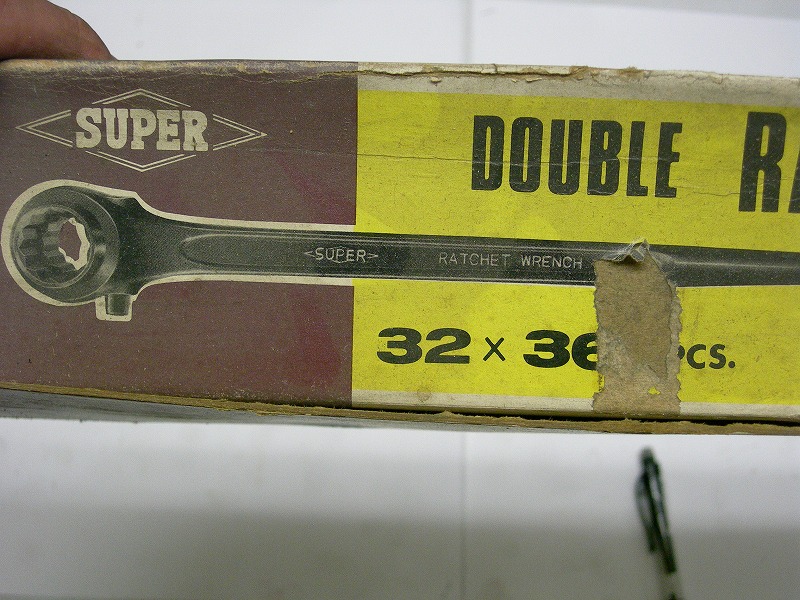 SUPER
DOUBLE
SUPER
RATCHET WRENCH
32 x 36
PCS.